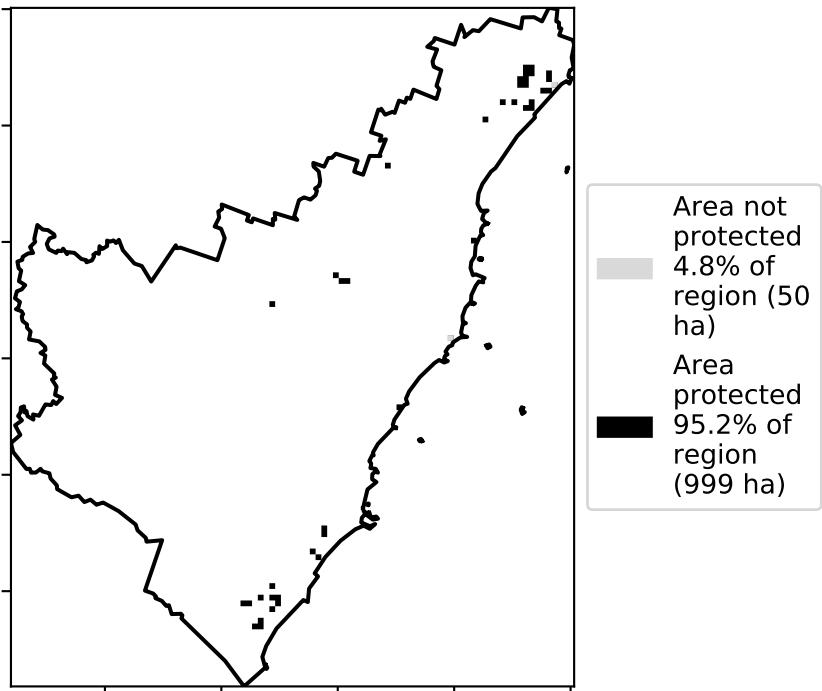 Area not
protected
4.8% of
region (50
ha)
Area
protected
95.2% of
region
(999 ha)